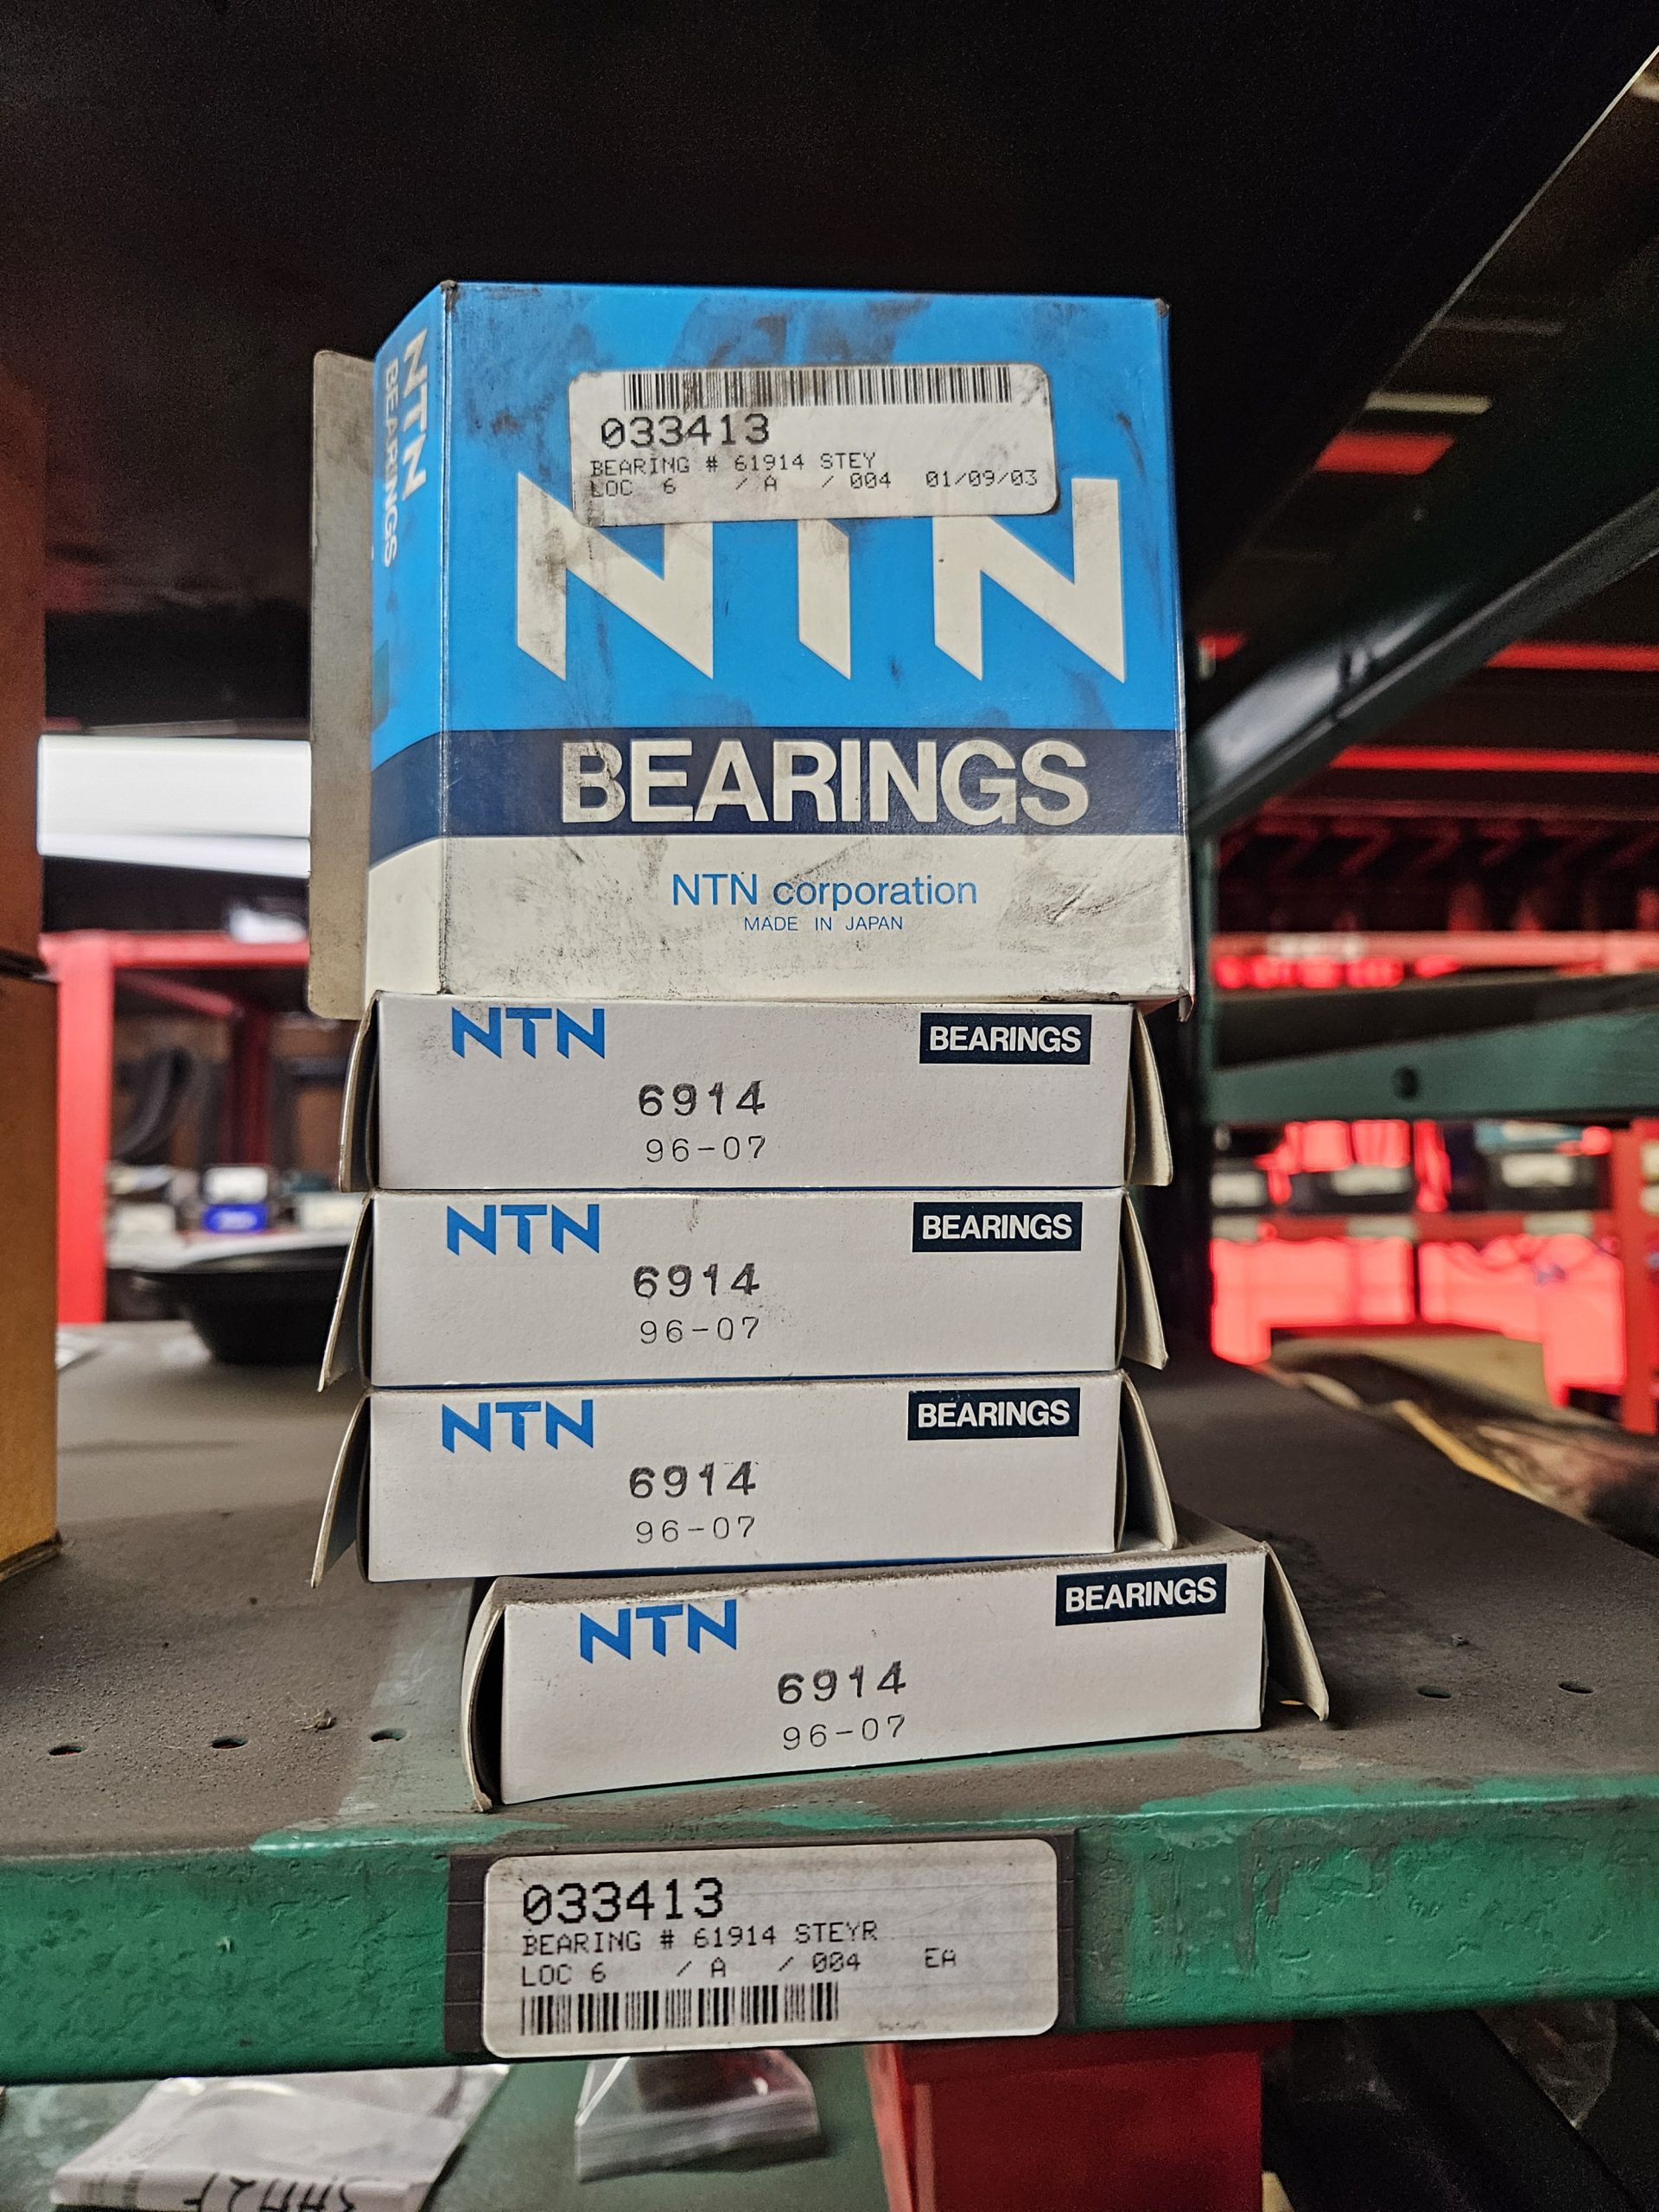 NTN
BEARINGS
033413
BEARING # 61914 STEY
LOC 6 / A / 004 01/09/03
NTN
BEARINGS
NTN corporation
MADE IN JAPAN
NTN BEARINGS
6914
96-07
NTN BEARINGS
6914
96-07
NTN BEARINGS
6914
96-07
NTN BEARINGS
6914
96-07
033413
BEARING # 61914 STEYR
LOC 6 / A / 004 EA